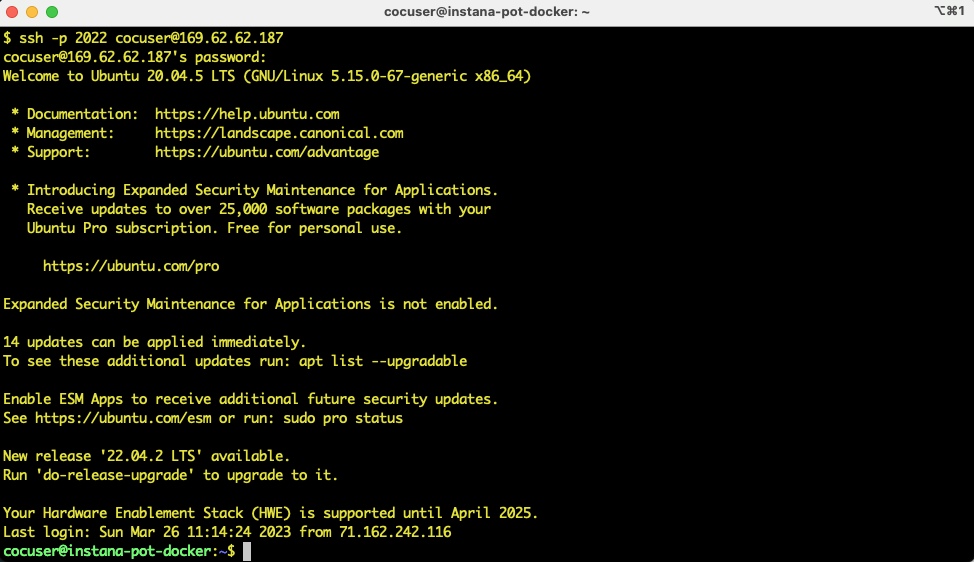 cocuser@instana-pot-docker: ~
⌥⌘1
$ ssh -p 2022 cocuser@169.62.62.187
cocuser@169.62.62.187's password:
Welcome to Ubuntu 20.04.5 LTS (GNU/Linux 5.15.0-67-generic x86_64)
* Documentation:  https://help.ubuntu.com
* Management:     https://landscape.canonical.com
* Support:        https://ubuntu.com/advantage
* Introducing Expanded Security Maintenance for Applications.
Receive updates to over 25,000 software packages with your
Ubuntu Pro subscription. Free for personal use.
https://ubuntu.com/pro
Expanded Security Maintenance for Applications is not enabled.
14 updates can be applied immediately.
To see these additional updates run: apt list --upgradable
Enable ESM Apps to receive additional future security updates.
See https://ubuntu.com/esm or run: sudo pro status
New release '22.04.2 LTS' available.
Run 'do-release-upgrade' to upgrade to it.
Your Hardware Enablement Stack (HWE) is supported until April 2025.
Last login: Sun Mar 26 11:14:24 2023 from 71.162.242.116
cocuser@instana-pot-docker:~$